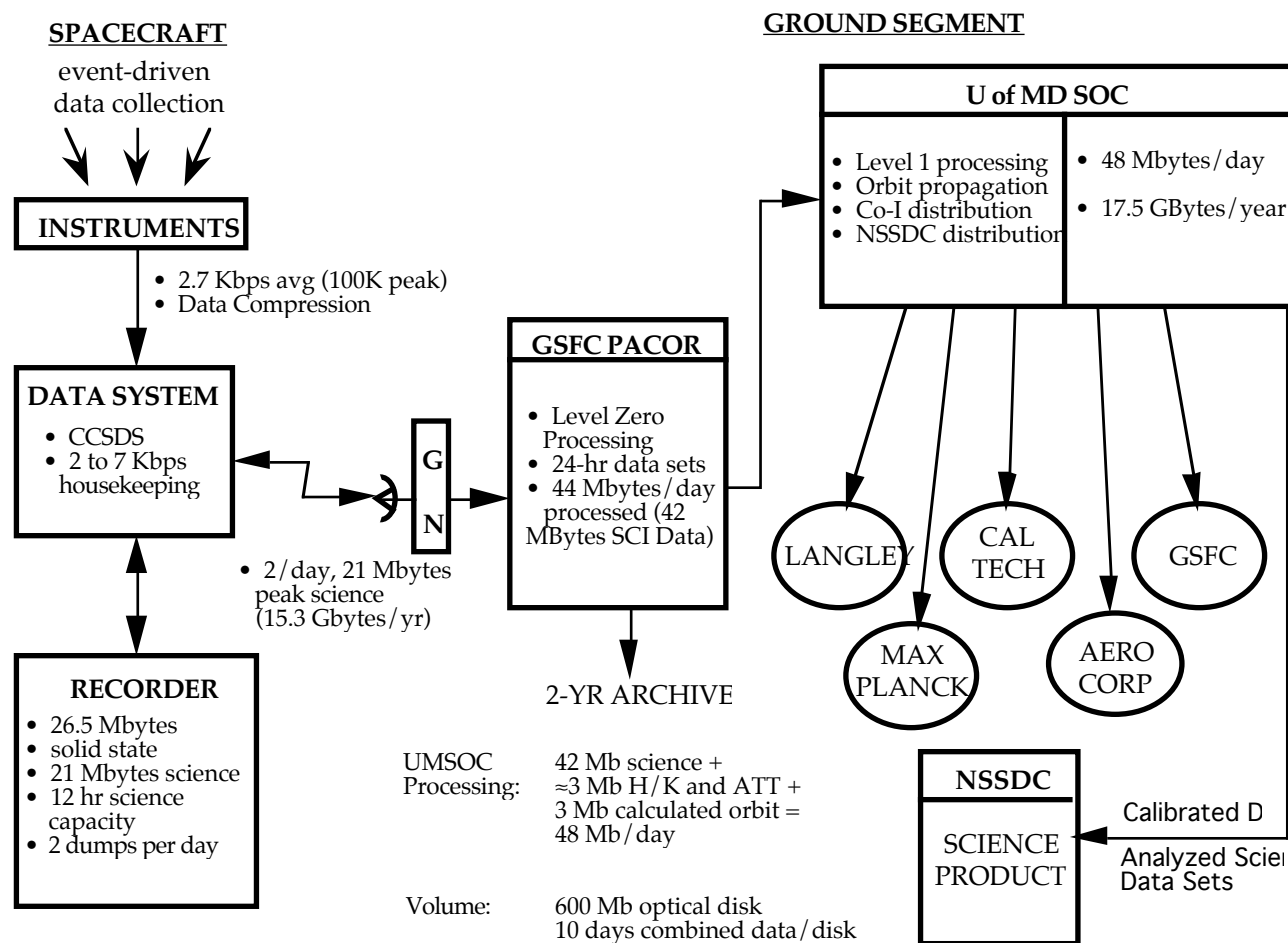 SPACECRAFT
event-driven
data collection
INSTRUMENTS
• 2.7 Kbps avg (100K peak)
• Data Compression
DATA SYSTEM
• CCSDS
• 2 to 7 Kbps
housekeeping
RECORDER
• 26.5 Mbytes
• solid state
• 21 Mbytes science
• 12 hr science
capacity
• 2 dumps per day
G
N
• 2/day, 21 Mbytes
peak science
(15.3 Gbytes/yr)
GROUND SEGMENT
GSFC PACOR
• Level Zero
Processing
• 24-hr data sets
• 44 Mbytes/day
processed (42
MBytes SCI Data)
2-YR ARCHIVE
U of MD SOC
• Level 1 processing
• Orbit propagation
• Co-I distribution
• NSSDC distribution
• 48 Mbytes/day
• 17.5 GBytes/year
LANGLEY
CAL
TECH
GSFC
MAX
PLANCK
AERO
CORP
UMSOC
Processing:
42 Mb science +
≈3 Mb H/K and ATT +
3 Mb calculated orbit =
48 Mb/day
Volume:
600 Mb optical disk
10 days combined data/disk
NSSDC
SCIENCE
PRODUCT
Calibrated
Analyzed
Data Sets